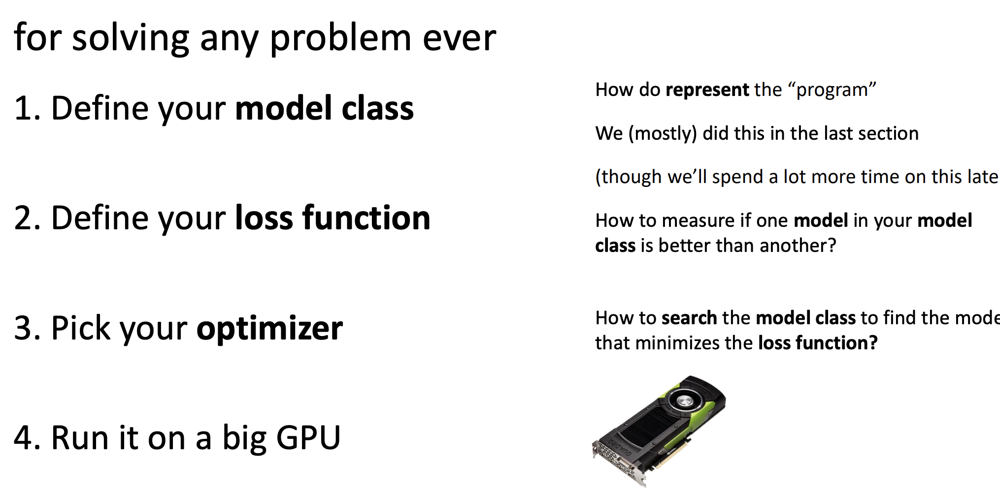 for solving any problem ever
1. Define your model class
How do represent the “program”
We (mostly) did this in the last section
(though we’ll spend a lot more time on this late
2. Define your loss function
How to measure if one model in your model
class is better than another?
3. Pick your optimizer
How to search the model class to find the mode
that minimizes the loss function?
4. Run it on a big GPU
QUADRO